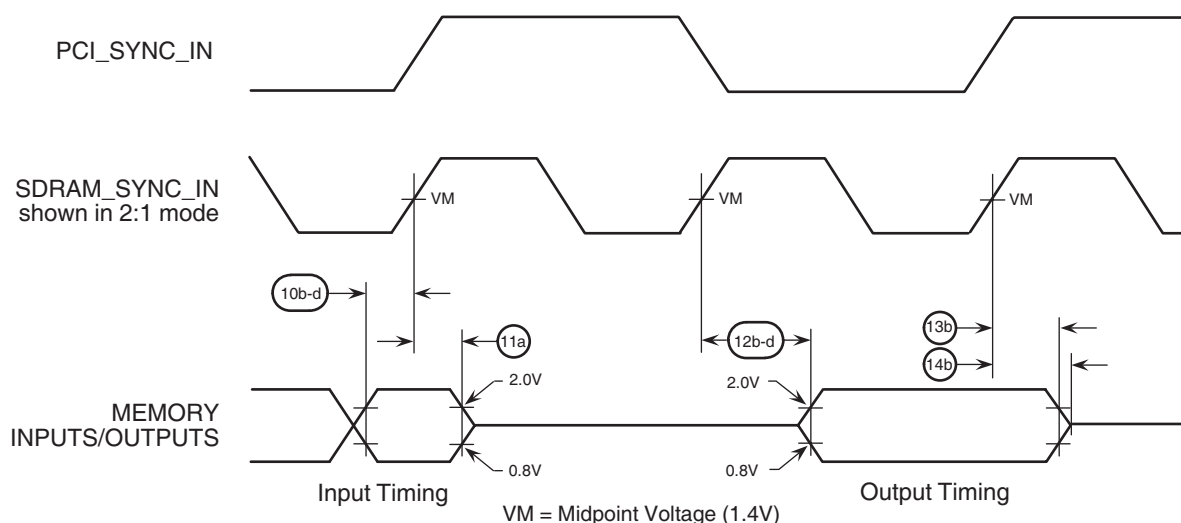 PCI_SYNC_IN
SDRAM_SYNC_IN
shown in 2:1 mode
VM
VM
VM
10b-d
11a
12b-d
13b
14b
2.0V
2.0V
MEMORY
INPUTS/OUTPUTS
0.8V
0.8V
Input Timing
Output Timing
VM = Midpoint Voltage (1.4V)